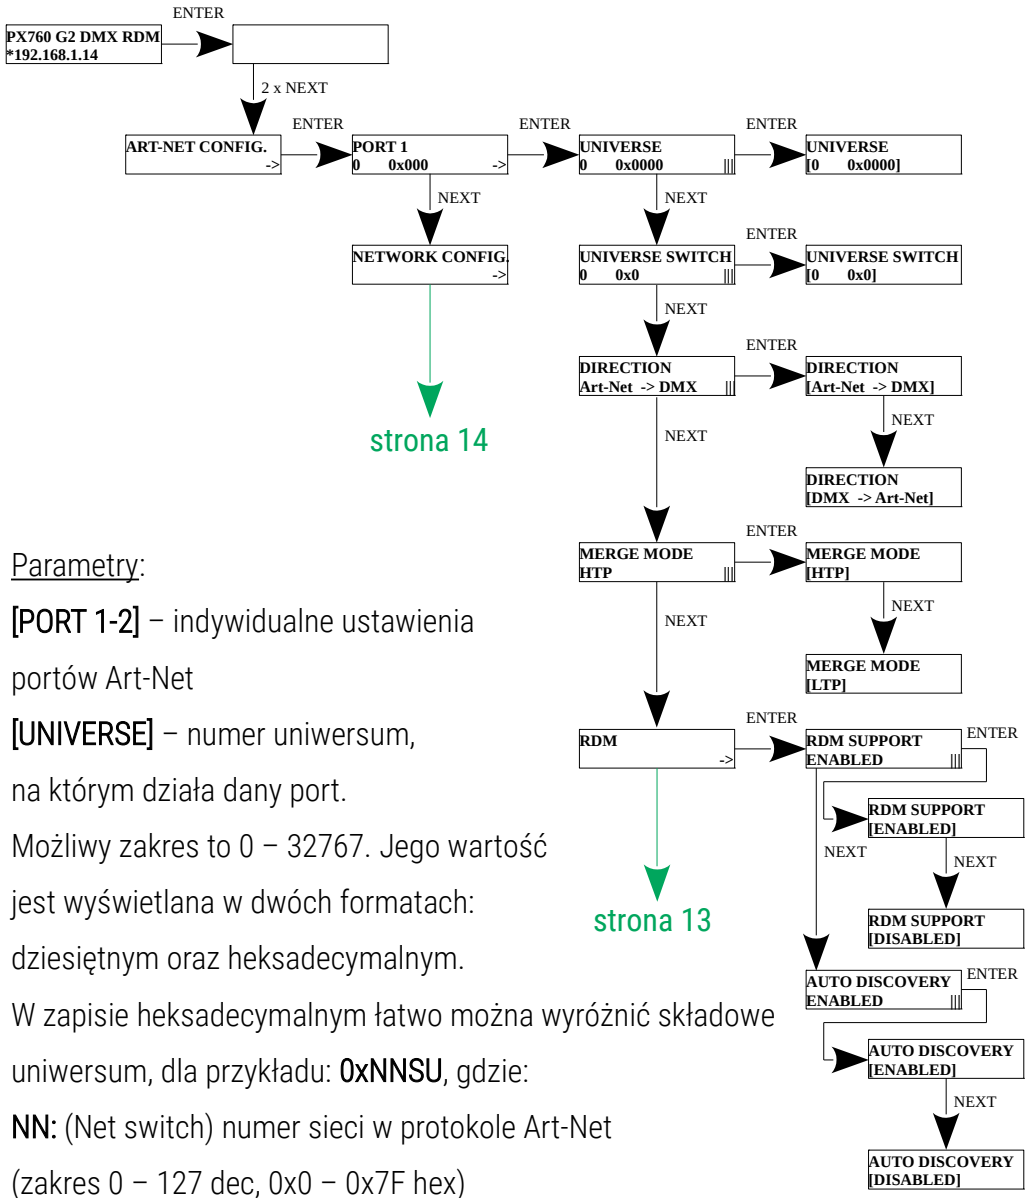 ENTER
PX760 G2 DMX RDM
*192.168.1.14
2 x NEXT
ENTER
ENTER
ENTER
ART-NET CONFIG.
->
PORT 1
0 0x000 ->
UNIVERSE
0 0x0000 |||
UNIVERSE
[0 0x0000]
NEXT
NEXT
NETWORK CONFIG.
->
ENTER
UNIVERSE SWITCH
0 0x0 |||
UNIVERSE SWITCH
[0 0x0]
NEXT
ENTER
DIRECTION
Art-Net -> DMX |||
DIRECTION
[Art-Net -> DMX]
strona 14
NEXT
NEXT
DIRECTION
[DMX -> Art-Net]
ENTER
MERGE MODE
HTP |||
MERGE MODE
[HTP]
NEXT
NEXT
MERGE MODE
[LTP]
ENTER
RDM
->
RDM SUPPORT
ENABLED |||
ENTER
RDM SUPPORT
[ENABLED]
NEXT
NEXT
strona 13
RDM SUPPORT
[DISABLED]
AUTO DISCOVERY
ENABLED |||
ENTER
AUTO DISCOVERY
[ENABLED]
NEXT
AUTO DISCOVERY
[DISABLED]
Parametry:
[PORT 1-2] – indywidualne ustawienia
portów Art-Net
[UNIVERSE] – numer uniwersum,
na którym działa dany port.
Możliwy zakres to 0 – 32767. Jego wartość
jest wyświetlana w dwóch formatach:
dziesiętnym oraz heksadecymalnym.
W zapisie heksadecymalnym łatwo można wyróżnić składowe
uniwersum, dla przykładu: 0xNNSU, gdzie:
NN: (Net switch) numer sieci w protokole Art-Net
(zakres 0 – 127 dec, 0x0 – 0x7F hex)